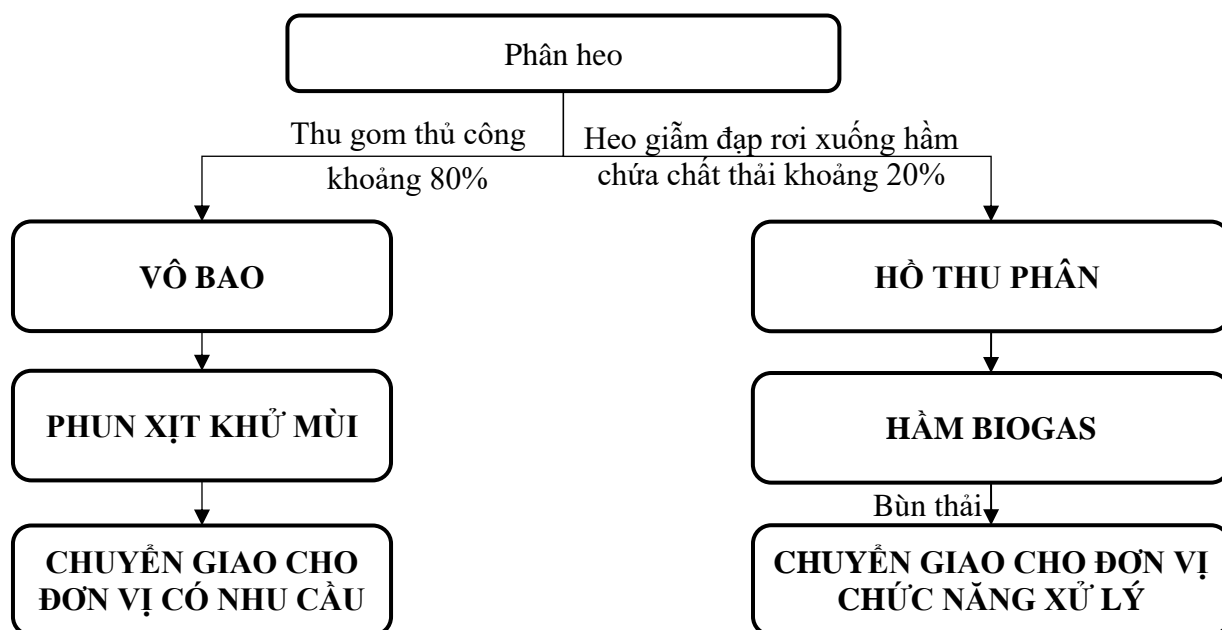 Phân heo
Thu gom thủ công
khoảng 80%
Heo giẫm đạp rơi xuống hầm
chứa chất thải khoảng 20%
VÔ BAO
HỒ THU PHÂN
PHUN XỊT KHỬ MÙI
HẦM BIOGAS
Bùn thải
CHUYỂN GIAO CHO
ĐƠN VỊ CÓ NHU CẦU
CHUYỂN GIAO CHO ĐƠN VỊ
CHỨC NĂNG XỬ LÝ